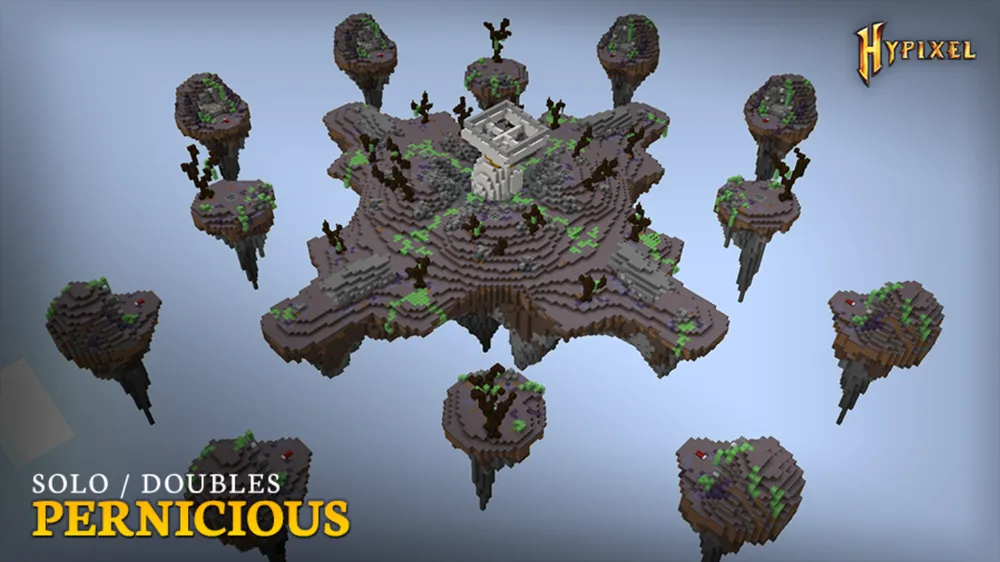 HYPIXEL
SOLO / DOUBLES
PERNICIOUS